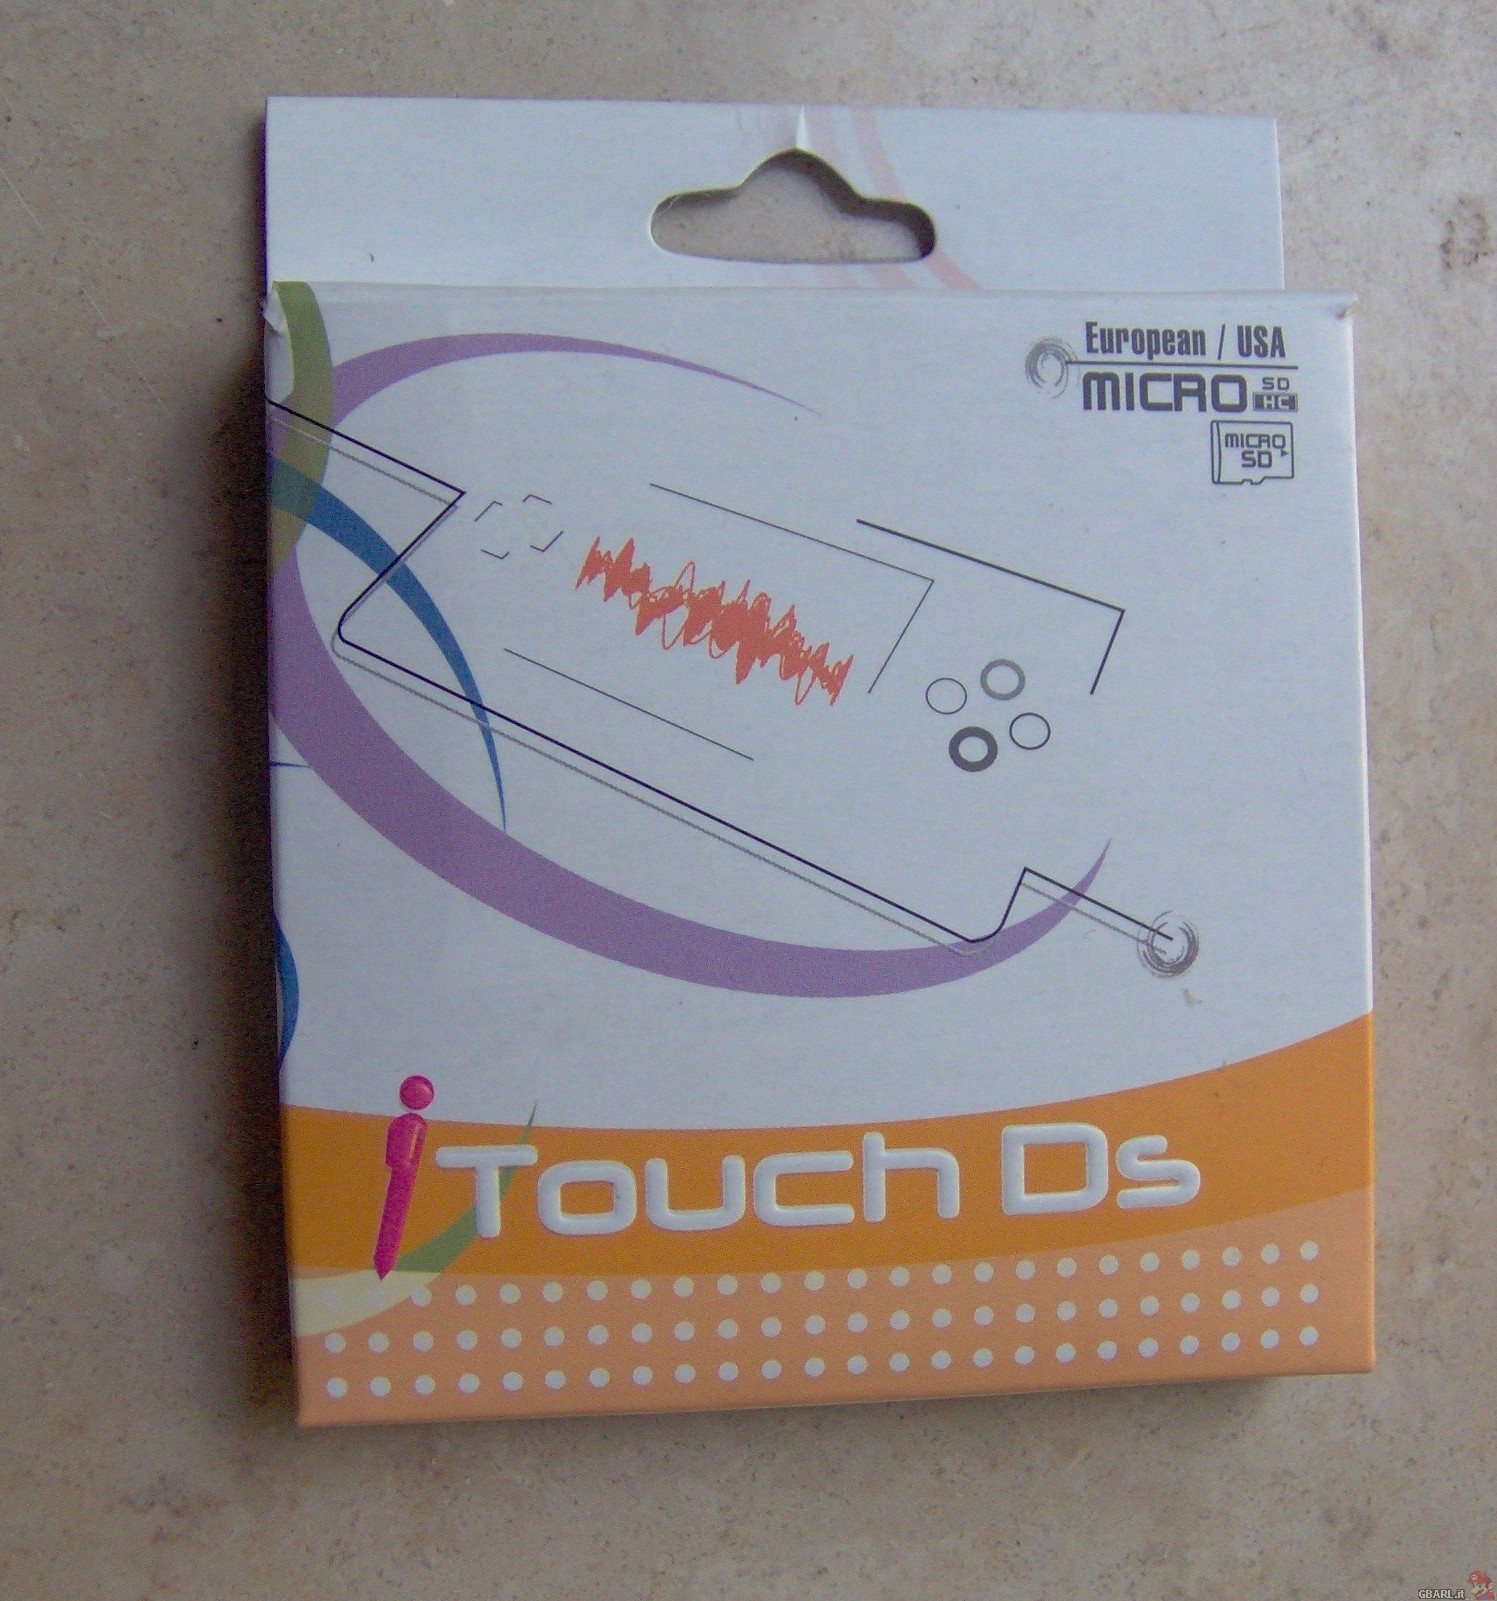 European / USA
MICRO SD HC
MICRO
SD
iTouch Ds
GBARL.it